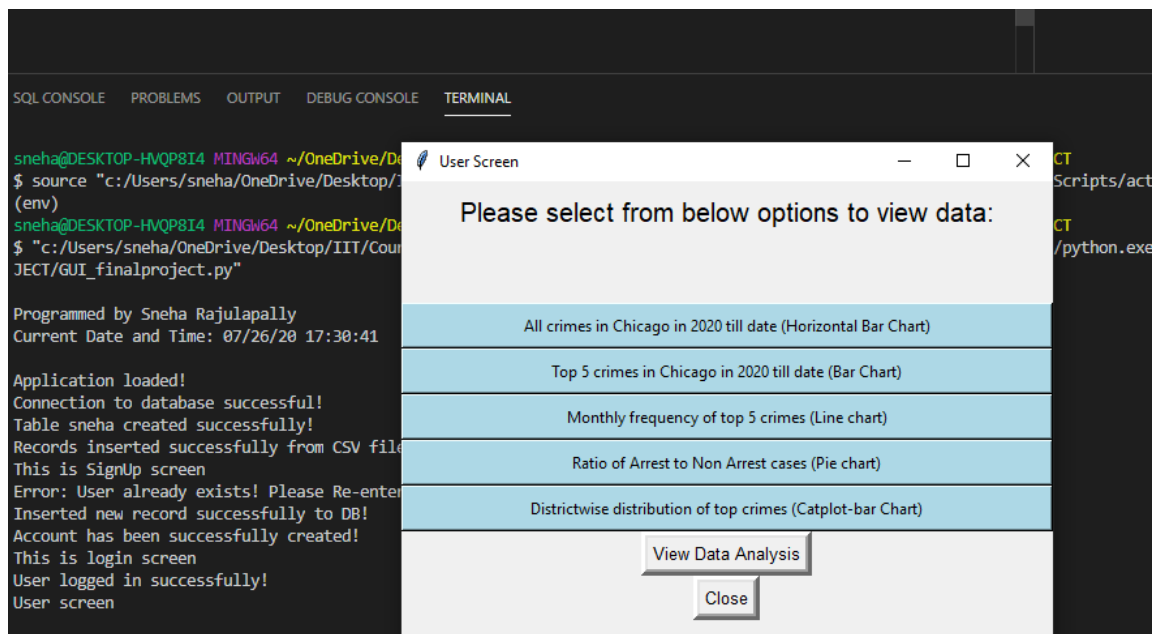 SQL CONSOLE PROBLEMS OUTPUT DEBUG CONSOLE TERMINAL
sneha@DESKTOP-HVQP8I4 MINGW64 ~/OneDrive/De
CT
$ source "c:/Users/sneha/OneDrive/Desktop/I
Scripts/act
(env)
sneha@DESKTOP-HVQP8I4 MINGW64 ~/OneDrive/De
CT
$ "c:/Users/sneha/OneDrive/Desktop/IIT/Cour
/python.exe
JECT/GUI_finalproject.py"
Programmed by Sneha Rajulapally
Current Date and Time: 07/26/20 17:30:41
Application loaded!
Connection to database successful!
Table sneha created successfully!
Records inserted successfully from CSV file
This is SignUp screen
Error: User already exists! Please Re-enter
Inserted new record successfully to DB!
Account has been successfully created!
This is login screen
User logged in successfully!
User screen
User Screen
Please select from below options to view data:
All crimes in Chicago in 2020 till date (Horizontal Bar Chart)
Top 5 crimes in Chicago in 2020 till date (Bar Chart)
Monthly frequency of top 5 crimes (Line chart)
Ratio of Arrest to Non Arrest cases (Pie chart)
Districtwise distribution of top crimes (Catplot-bar Chart)
View Data Analysis
Close